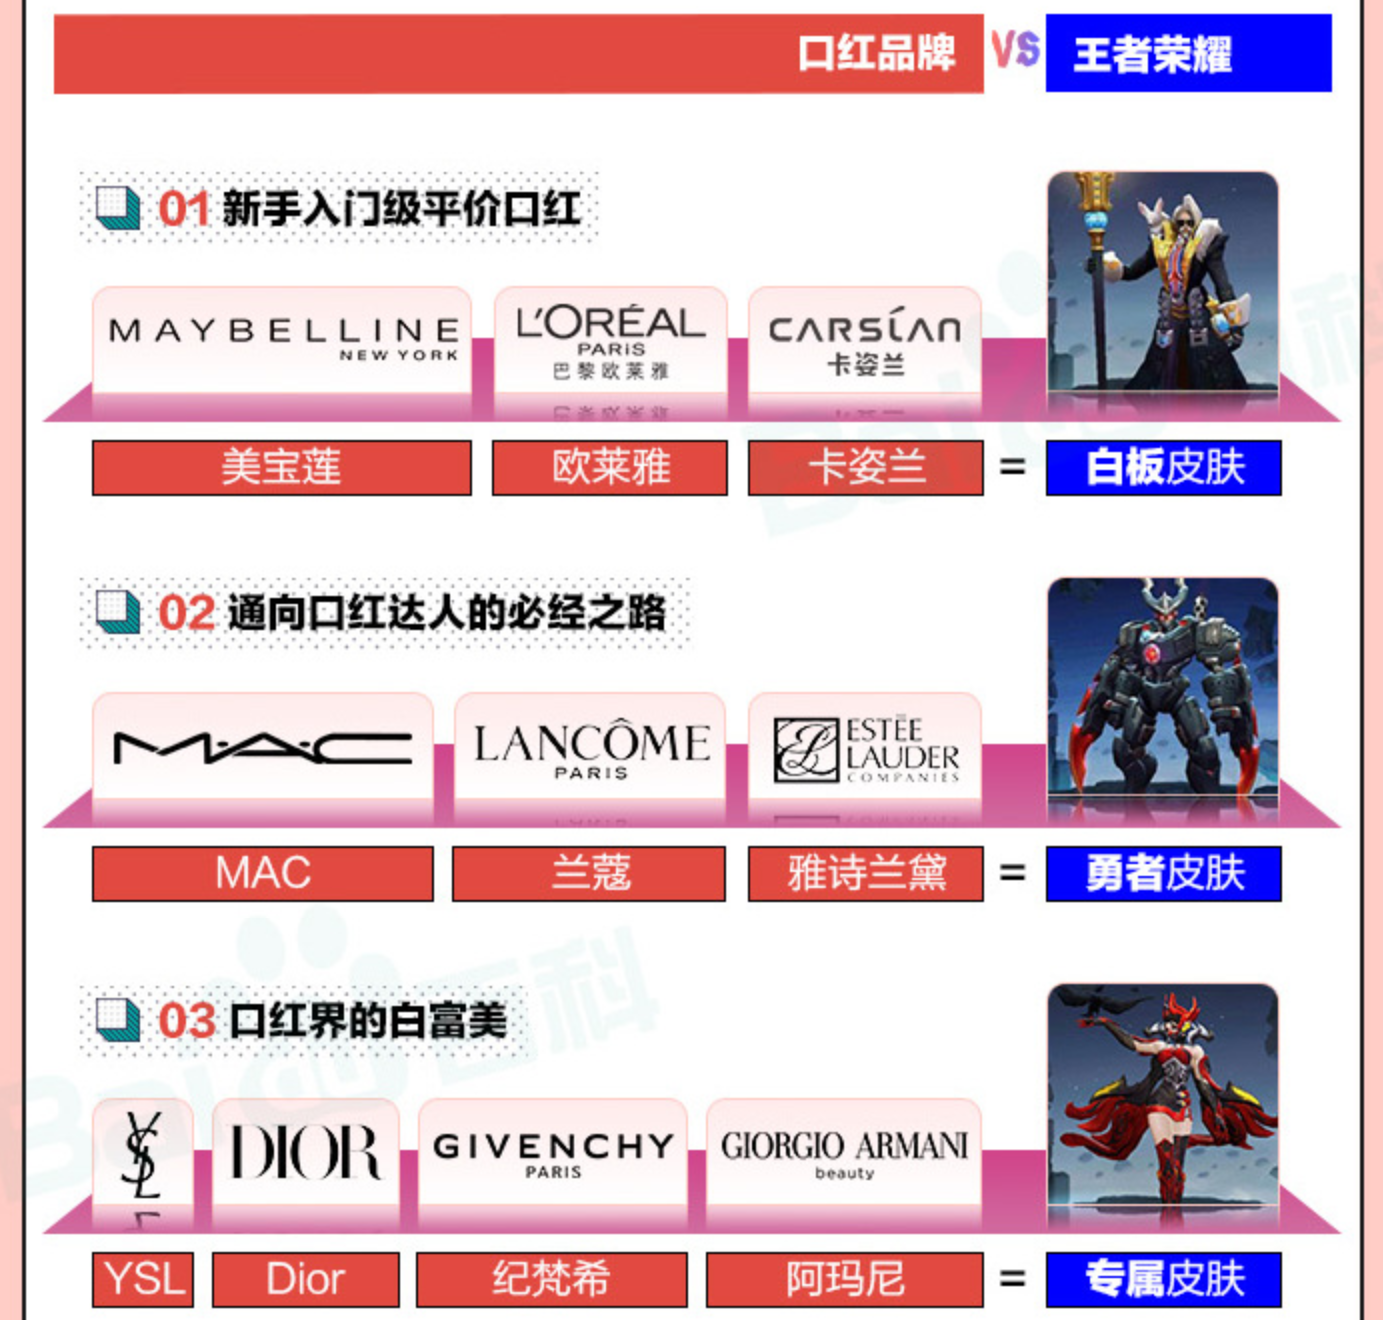 口红品牌 VS 王者荣耀
01 新手入门级平价口红
MAYBELLINE
NEW YORK
L'ORÉAL
PARIS
巴黎欧莱雅
CARSLAN
卡姿兰
美宝莲 欧莱雅 卡姿兰 = 白板皮肤
02 通向口红达人的必经之路
M·A·C
LANCÔME
PARIS
ESTĒE
LAUDER
COMPANIES
MAC 兰蔻 雅诗兰黛 = 勇者皮肤
03 口红界的白富美
YSL
DIOR
GIVENCHY
PARIS
GIORGIO ARMANI
beauty
YSL Dior 纪梵希 阿玛尼 = 专属皮肤
Baidu百科